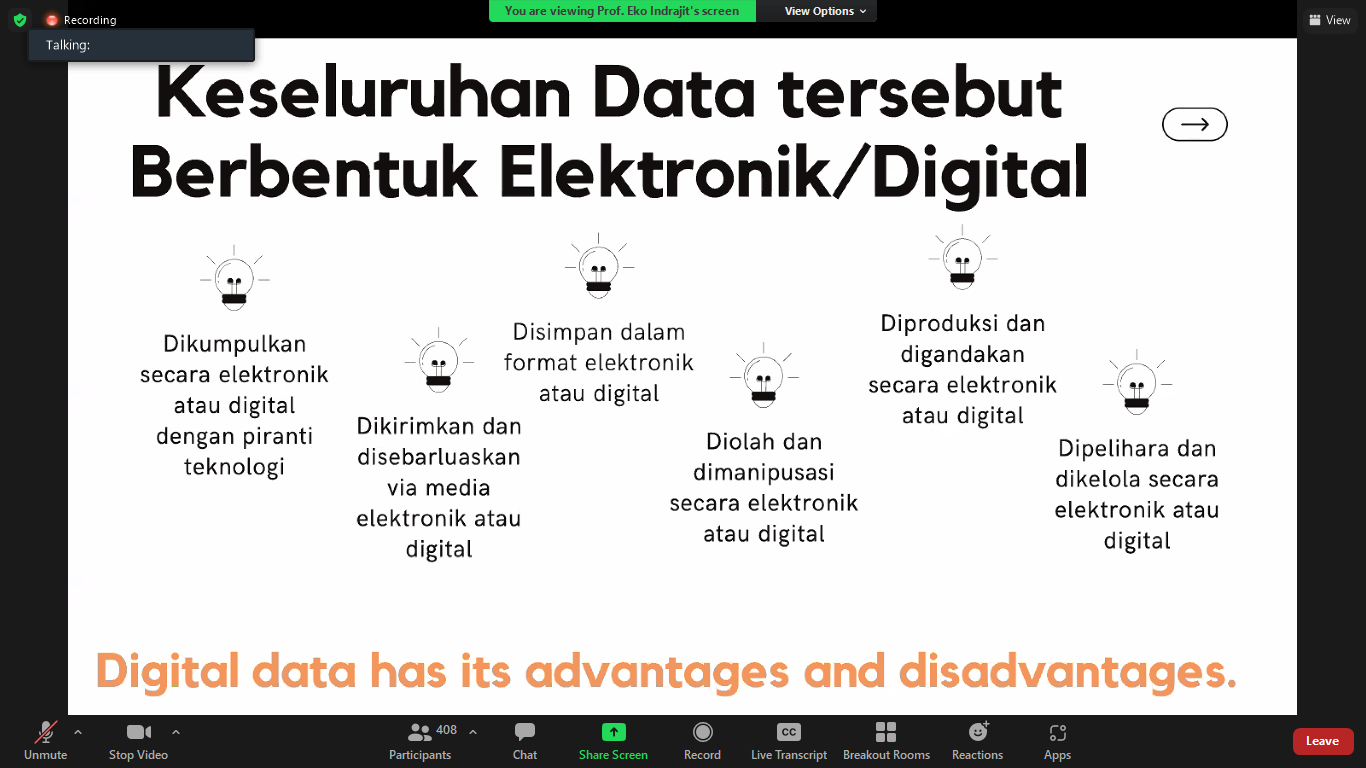 You are viewing Prof. Eko Indrajit's screen
View Options
Recording
View
Talking:
Keseluruhan Data tersebut
Berbentuk Elektronik/Digital
Dikumpulkan
secara elektronik
atau digital
dengan piranti
teknologi
Dikirimkan dan
disebarluaskan
via media
elektronik atau
digital
Disimpan dalam
format elektronik
atau digital
Diolah dan
dimanipusasi
secara elektronik
atau digital
Diproduksi dan
digandakan
secara elektronik
atau digital
Dipelihara dan
dikelola secara
elektronik atau
digital
Digital data has its advantages and disadvantages.
Unmute
Stop Video
408
Participants
Chat
Share Screen
Record
CC
Live Transcript
Breakout Rooms
Reactions
Apps
Leave